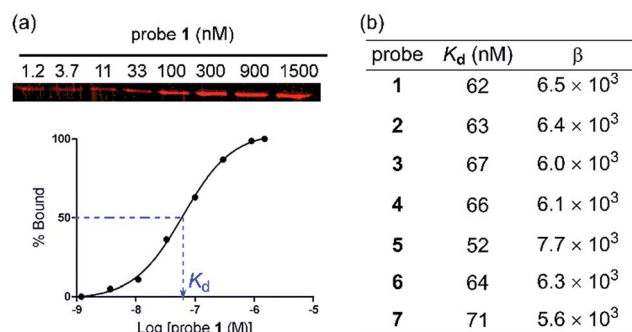 (a)
probe 1 (nM)
1.2 3.7 11 33 100 300 900 1500
100
50
0
% Bound
Kd
-9 -8 -7 -6 -5
Log [probe 1 (M)]
(b)
probe Kd (nM) β
1 62 6.5 × 10³
2 63 6.4 × 10³
3 67 6.0 × 10³
4 66 6.1 × 10³
5 52 7.7 × 10³
6 64 6.3 × 10³
7 71 5.6 × 10³